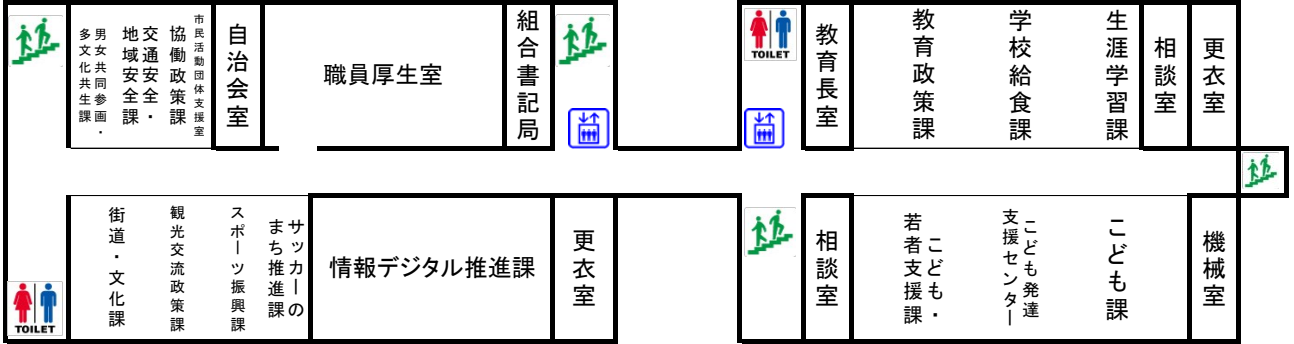 男女共同参画・
多文化共生課
交通安全・
地域安全課
協働政策課
市民活動団体支援室
自治会室
職員厚生室
組合書記局
TOILET
教育長室
教育政策課
学校給食課
生涯学習課
相談室
更衣室
TOILET
街道・文化課
観光交流政策課
スポーツ振興課
サッカーの
まち推進課
情報デジタル推進課
更衣室
相談室
こども・
若者支援課
こども発達
支援センター
こども課
機械室